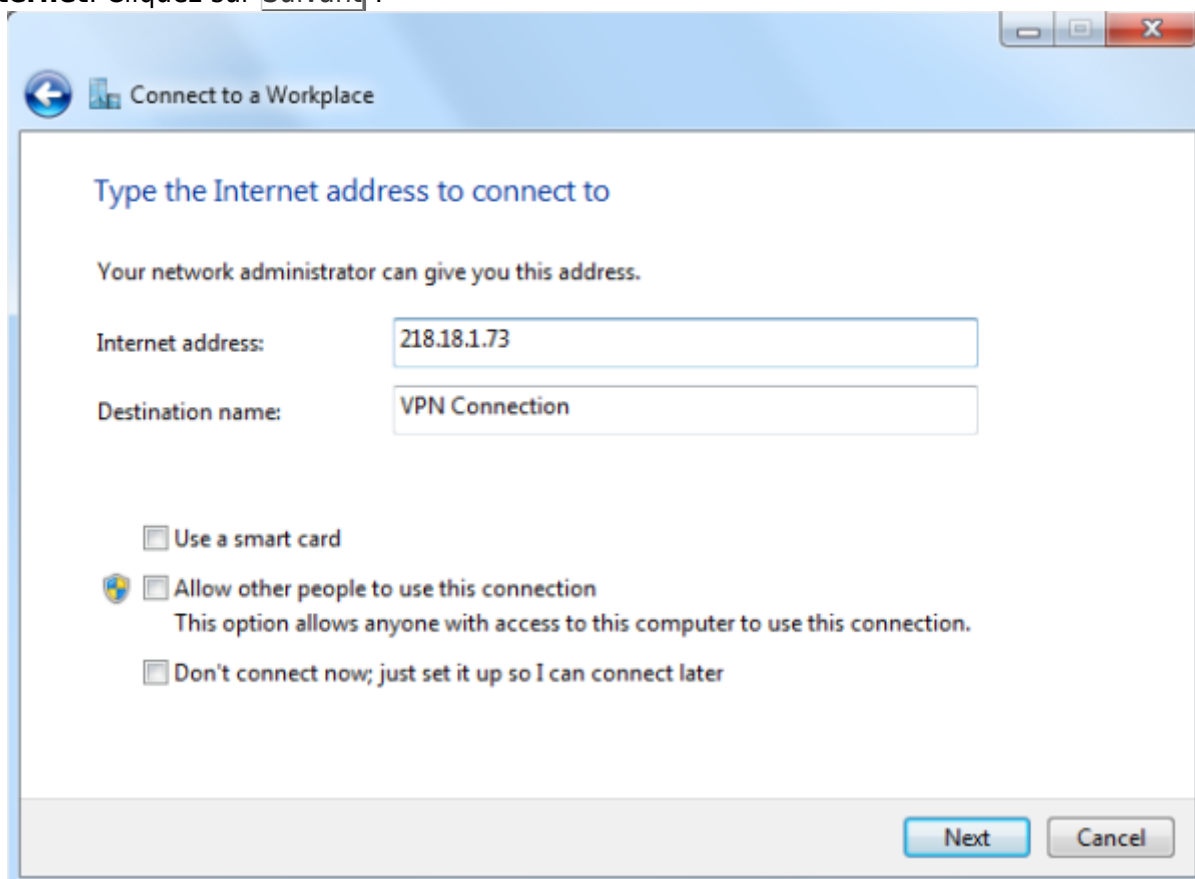 Cliquez sur Suivant .
Connect to a Workplace
Type the Internet address to connect to
Your network administrator can give you this address.
Internet address: 218.18.1.73
Destination name: VPN Connection
Use a smart card
Allow other people to use this connection
This option allows anyone with access to this computer to use this connection.
Don't connect now; just set it up so I can connect later
Next Cancel